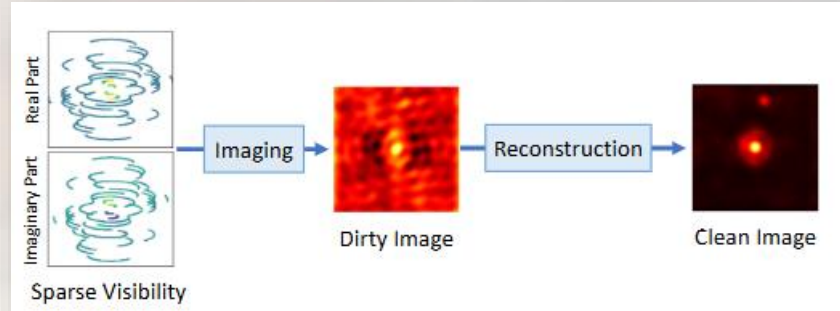 Real Part
Imaginary Part
Sparse Visibility
Imaging
Dirty Image
Reconstruction
Clean Image